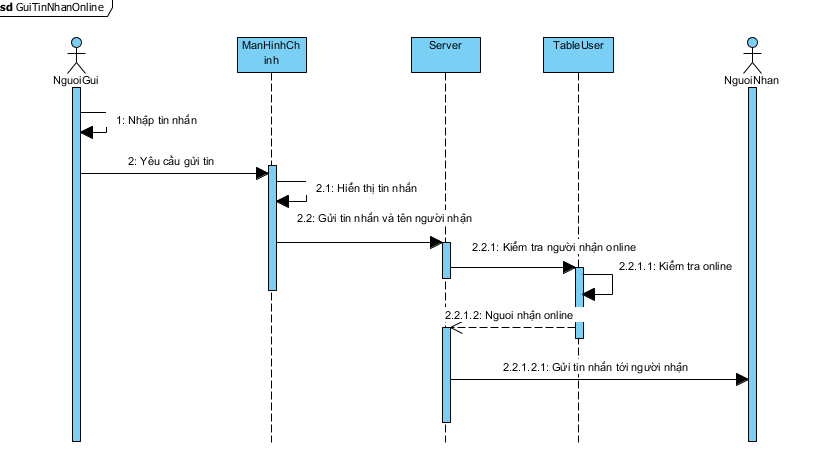 sd GuiTinNhanOnline
ManHinhCh
inh
Server
TableUser
NguoiGui
NguoiNhan
1: Nhập tin nhắn
2: Yêu cầu gửi tin
2.1: Hiển thị tin nhắn
2.2: Gửi tin nhắn và tên người nhận
2.2.1: Kiểm tra người nhận online
2.2.1.1: Kiểm tra online
2.2.1.2: Nguoi nhận online
2.2.1.2.1: Gửi tin nhắn tới người nhận